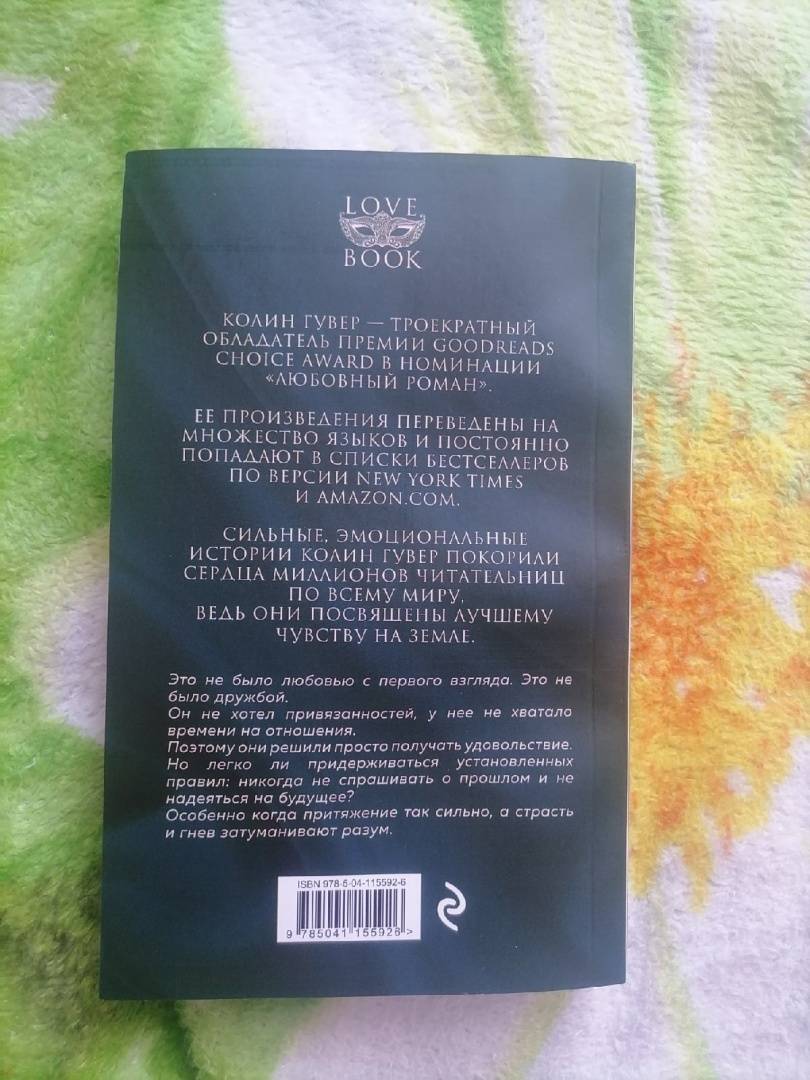 LOVE
BOOK
КОЛИН ГУВЕР — ТРОЕКРАТНЫЙ
ОБЛАДАТЕЛЬ ПРЕМИИ GOODREADS
CHOICE AWARD В НОМИНАЦИИ
«ЛЮБОВНЫЙ РОМАН».
ЕЕ ПРОИЗВЕДЕНИЯ ПЕРЕВЕДЕНЫ НА
МНОЖЕСТВО ЯЗЫКОВ И ПОСТОЯННО
ПОПАДАЮТ В СПИСКИ БЕСТСЕЛЛЕРОВ
ПО ВЕРСИИ NEW YORK TIMES
И AMAZON.COM.
СИЛЬНЫЕ, ЭМОЦИОНАЛЬНЫЕ
ИСТОРИИ КОЛИН ГУВЕР ПОКОРИЛИ
СЕРДЦА МИЛЛИОНОВ ЧИТАТЕЛЬНИЦ
ПО ВСЕМУ МИРУ,
ВЕДЬ ОНИ ПОСВЯЩЕНЫ ЛУЧШЕМУ
ЧУВСТВУ НА ЗЕМЛЕ.
Это не было любовью с первого взгляда. Это не
было дружбой.
Он не хотел привязанностей, у нее не хватало
времени на отношения.
Поэтому они решили просто получать удовольствие.
Но легко ли придерживаться установленных
правил: никогда не спрашивать о прошлом и не
надеяться на будущее?
Особенно когда притяжение так сильно, а страсть
и гнев затуманивают разум.
ISBN 978-5-04-115592-6
9 785041 155926 >